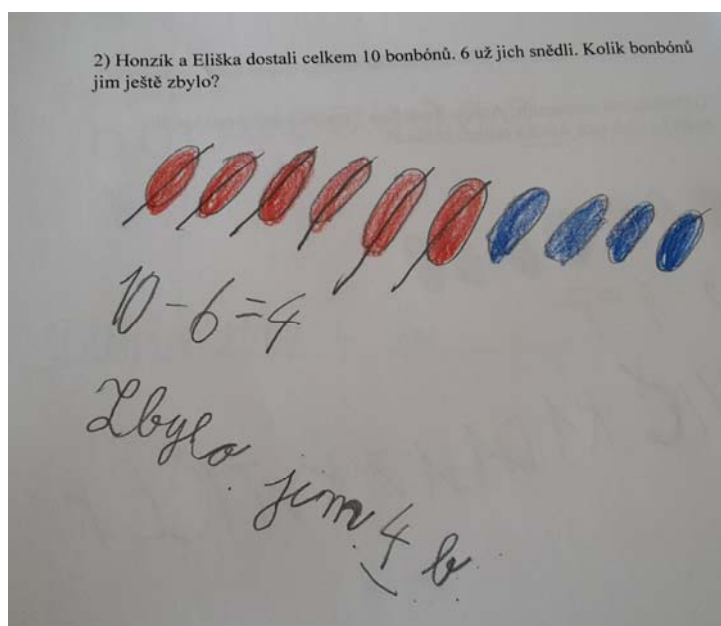 2) Honzík a Eliška dostali celkem 10 bonbónů. 6 už jich snědli. Kolik bonbónů
jim ještě zbylo?
10-6=4
Zbylo jim 4 b.